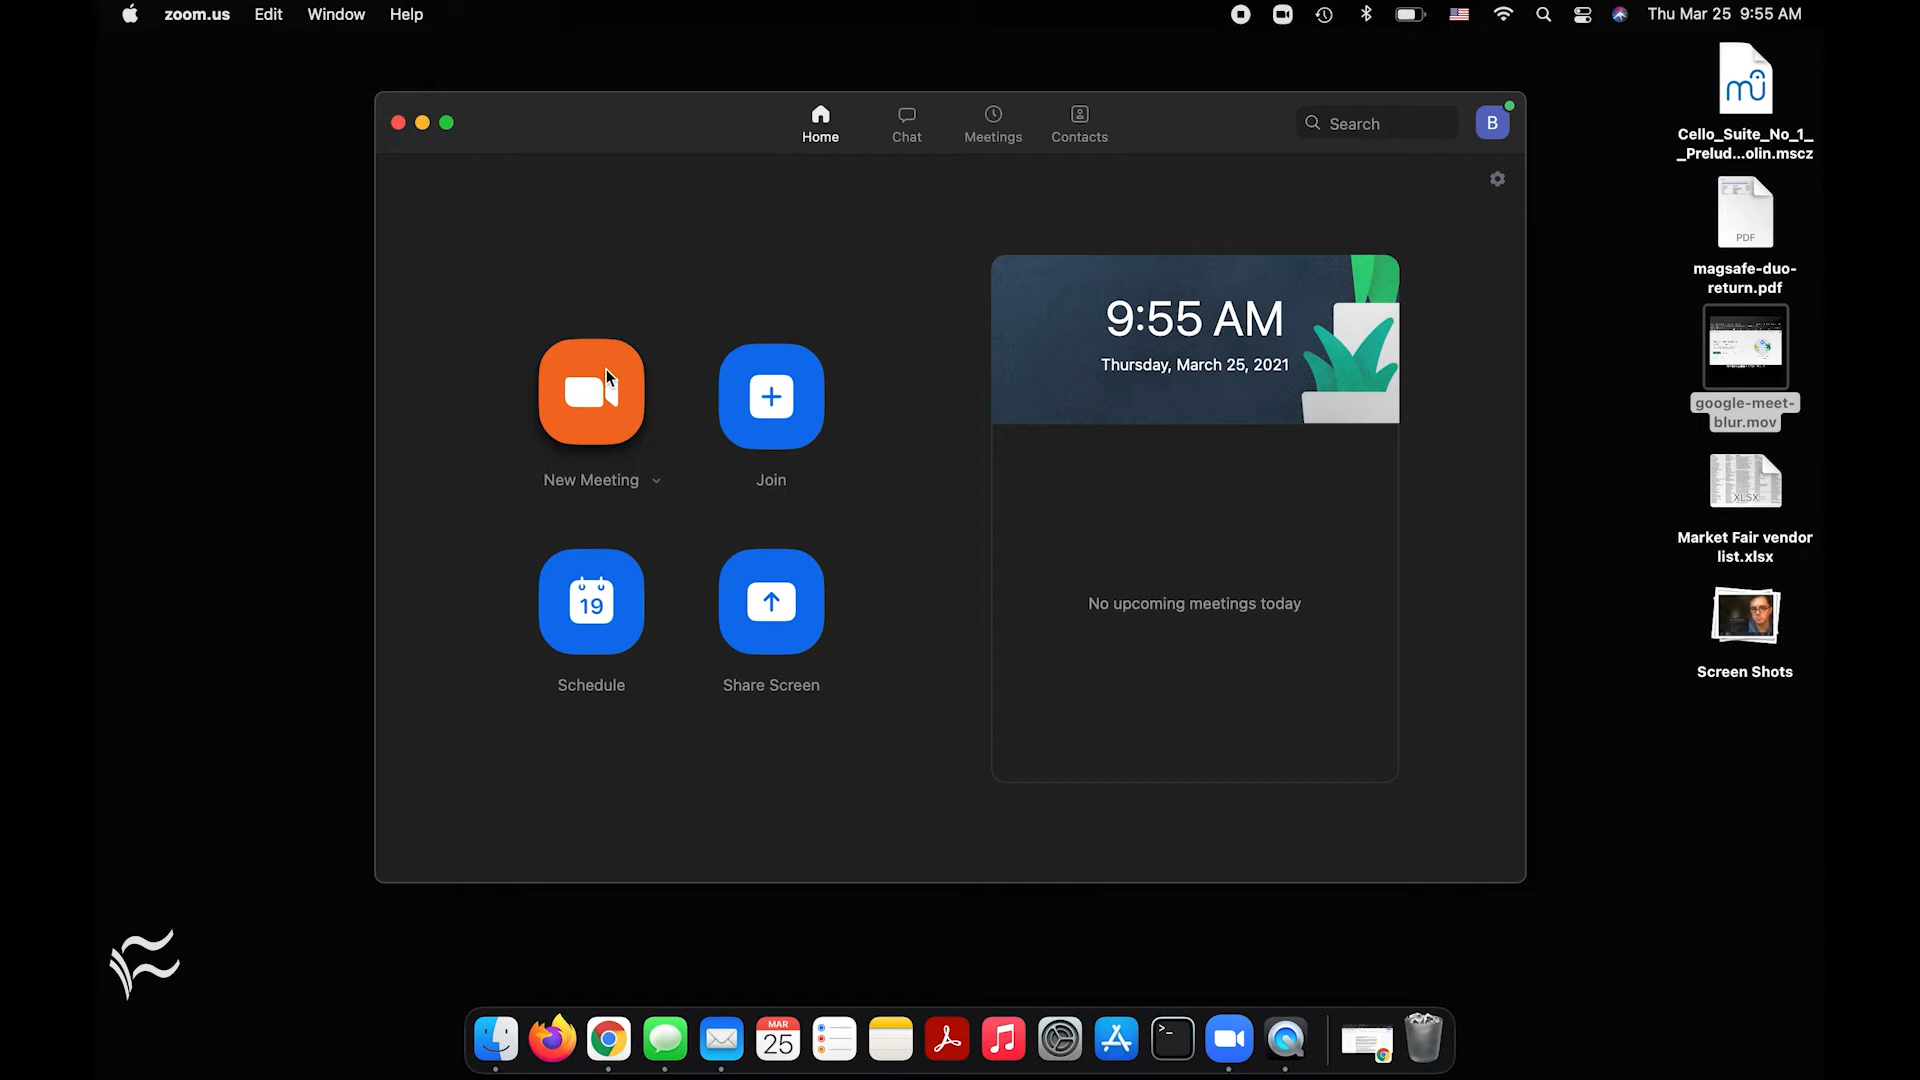 zoom.us Edit Window Help
Thu Mar 25 9:55 AM
Home
Chat
Meetings
Contacts
Search
B
9:55 AM
Thursday, March 25, 2021
New Meeting
Join
19
Schedule
Share Screen
No upcoming meetings today
Cello_Suite_No_1_
_Prelud...olin.mscz
PDF
magsafe-duo-
return.pdf
google-meet-
blur.mov
XLSX
Market Fair vendor
list.xlsx
Screen Shots
MAR
25